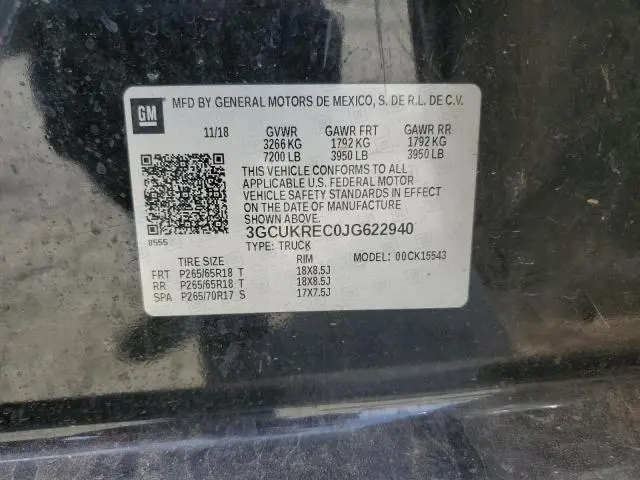 GM MFD BY GENERAL MOTORS DE MEXICO, S. DE R.L. DE C.V.
11/18 GVWR GAWR FRT GAWR RR
3266 KG 1792 KG 1792 KG
7200 LB 3950 LB 3950 LB
THIS VEHICLE CONFORMS TO ALL
APPLICABLE U.S. FEDERAL MOTOR
VEHICLE SAFETY STANDARDS IN EFFECT
ON THE DATE OF MANUFACTURE
SHOWN ABOVE.
3GCUKREC0JG622940
8555 TYPE: TRUCK
TIRE SIZE RIM MODEL: 00CK15543
FRT P265/65R18 T 18X8.5J
RR P265/65R18 T 18X8.5J
SPA P265/70R17 S 17X7.5J